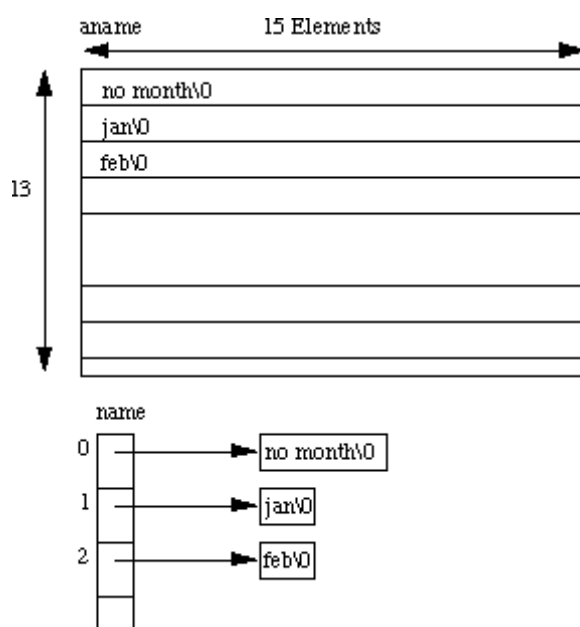 aname 15 Elements
no month\0
jan\0
feb\0
13
name
0 no month\0
1 jan\0
2 feb\0